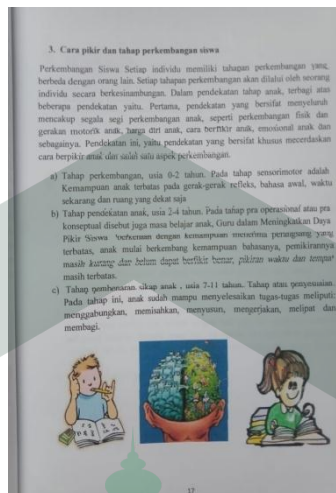 3. Cara pikir dan tahap perkembangan siswa
Perkembangan Siswa Setiap individu memiliki tahapan perkembangan yang
berbeda dengan orang lain. Setiap tahapan perkembangan akan dilalui oleh seorang
individu secara berkesinambungan. Dalam pendekatan tahap anak, terbagi atas
beberapa pendekatan yaitu. Pertama, pendekatan yang bersifat menyeluruh
mencakup segala segi perkembangan anak, seperti perkembangan fisik dan
gerakan motorik anak, harga diri anak, cara berfikir anak, emosional anak dan
sebagainya. Pendekatan ini, yaitu pendekatan yang bersifat khusus mecerdaskan
cara berpikir anak dan salah satu aspek perkembangan.
a) Tahap perkembangan, usia 0-2 tahun. Pada tahap sensorimotor adalah
Kemampuan anak terbatas pada gerak-gerak refleks, bahasa awal, waktu
sekarang dan ruang yang dekat saja
b) Tahap pendekatan anak, usia 2-4 tahun. Pada tahap pra operasional atau pra
konseptual disebut juga masa belajar anak, Guru dalam Meningkatkan Daya
Pikir Siswa berkenaan dengan kemampuan menerima perangsang yang
terbatas, anak mulai berkembang kemampuan bahasanya, pemikirannya
masih kurang dan belum dapat berfikir benar, pikiran waktu dan tempat
masih terbatas.
c) Tahap pembenaran sikap anak , usia 7-11 tahun. Tahap atau penyesuaian.
Pada tahap ini, anak sudah mampu menyelesaikan tugas-tugas meliputi:
menggabungkan, memisahkan, menyusun, mengerjakan, melipat dan
membagi.
17